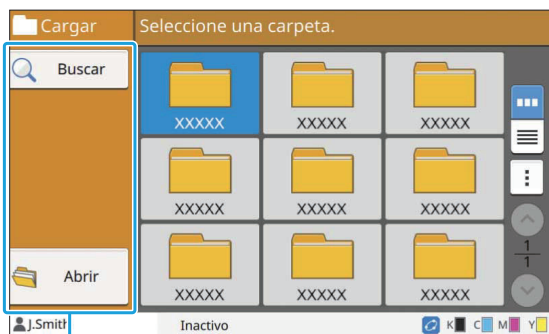 Cargar
Seleccione una carpeta.
Buscar
XXXXX XXXXX XXXXX
XXXXX XXXXX XXXXX
1
1
Abrir
XXXXX XXXXX XXXXX
J.Smith
Inactivo
K C M Y